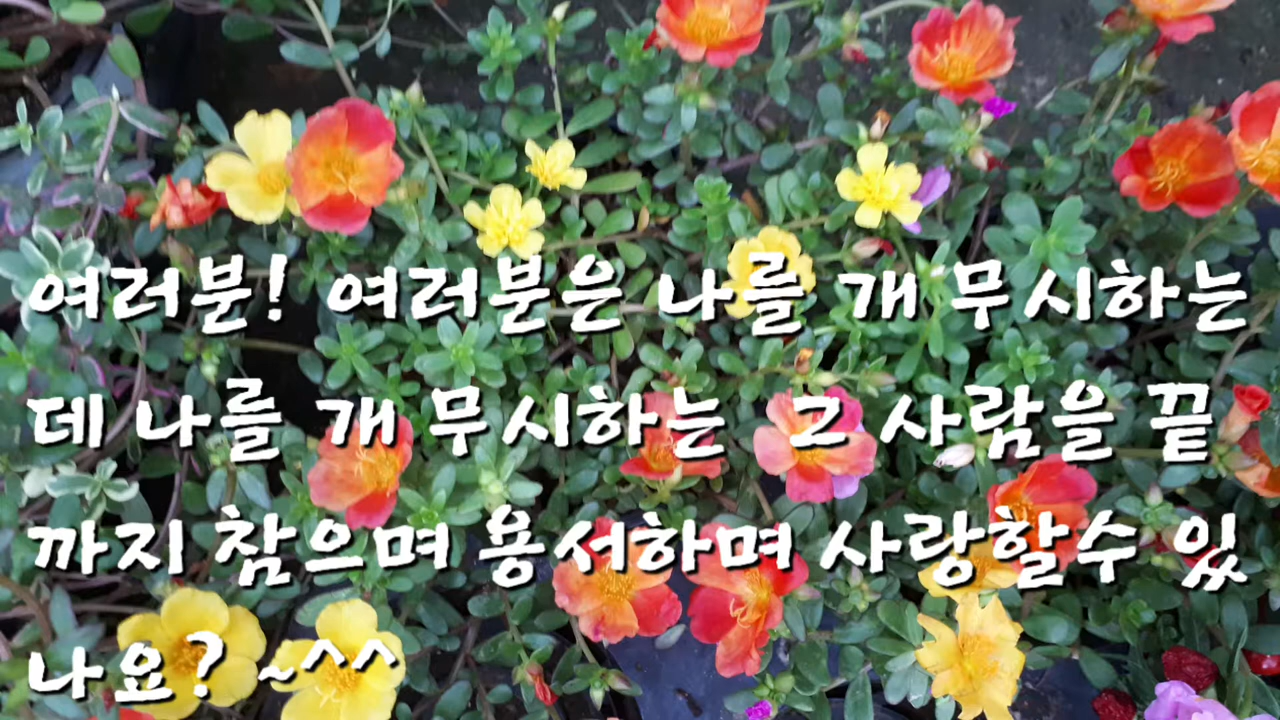 여러분! 여러분은 나를 개 무시하는
데 나를 개 무시하는 그 사람을 끝
까지 참으며 용서하며 사랑할수 있
나요? ~^^